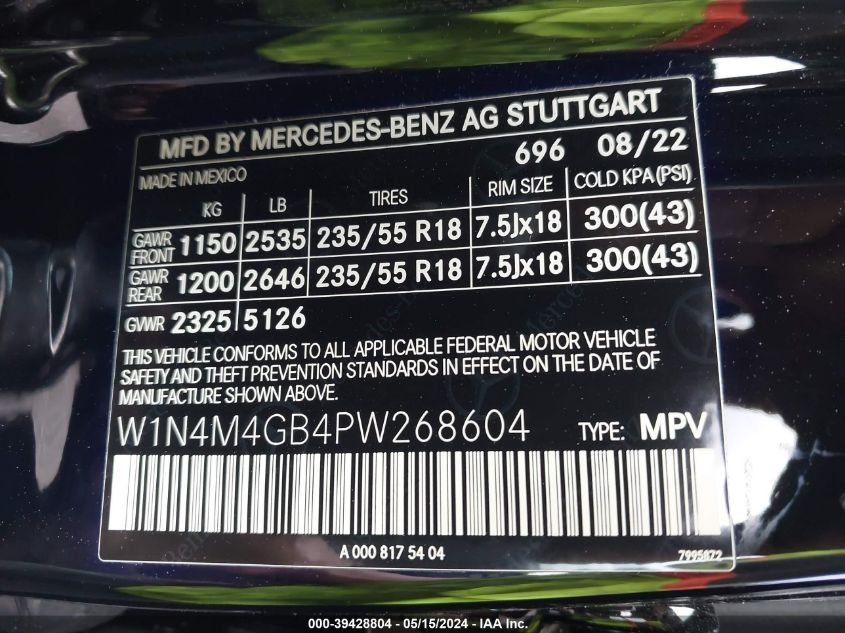 MFD BY MERCEDES-BENZ AG STUTTGART
696 08/22
MADE IN MEXICO
KG LB TIRES RIM SIZE COLD KPA(PSI)
GAWR FRONT 1150 2535 235/55 R18 7.5Jx18 300(43)
GAWR REAR 1200 2646 235/55 R18 7.5Jx18 300(43)
GVWR 2325 5126
THIS VEHICLE CONFORMS TO ALL APPLICABLE FEDERAL MOTOR VEHICLE
SAFETY AND THEFT PREVENTION STANDARDS IN EFFECT ON THE DATE OF
MANUFACTURE SHOWN ABOVE.
W1N4M4GB4PW268604 TYPE: MPV
A 000 817 54 04 7995872
000-39428804 - 05/15/2024 - IAA Inc.